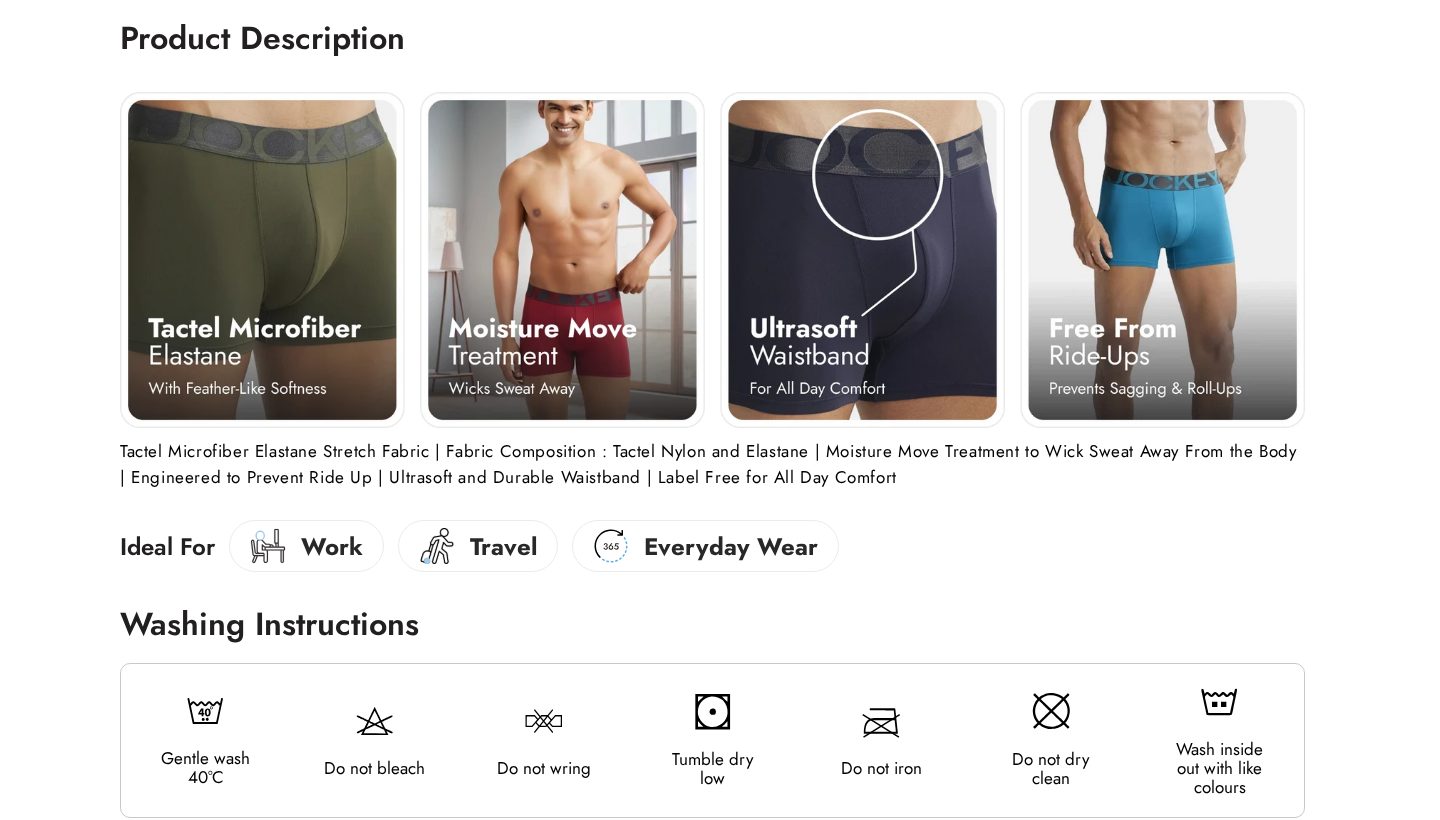 Product Description
JOCKEY
Tactel Microfiber
Elastane
With Feather-Like Softness
JOCKEY
Moisture Move
Treatment
Wicks Sweat Away
JOCKE
Ultrasoft
Waistband
For All Day Comfort
JOCKEY
Free From
Ride-Ups
Prevents Sagging & Roll-Ups
Tactel Microfiber Elastane Stretch Fabric | Fabric Composition : Tactel Nylon and Elastane | Moisture Move Treatment to Wick Sweat Away From the Body
| Engineered to Prevent Ride Up | Ultrasoft and Durable Waistband | Label Free for All Day Comfort
Ideal For Work 365 Travel Everyday Wear
Washing Instructions
40°
Gentle wash
40°C
Do not bleach
Do not wring
Tumble dry
low
Do not iron
Do not dry
clean
Wash inside
out with like
colours